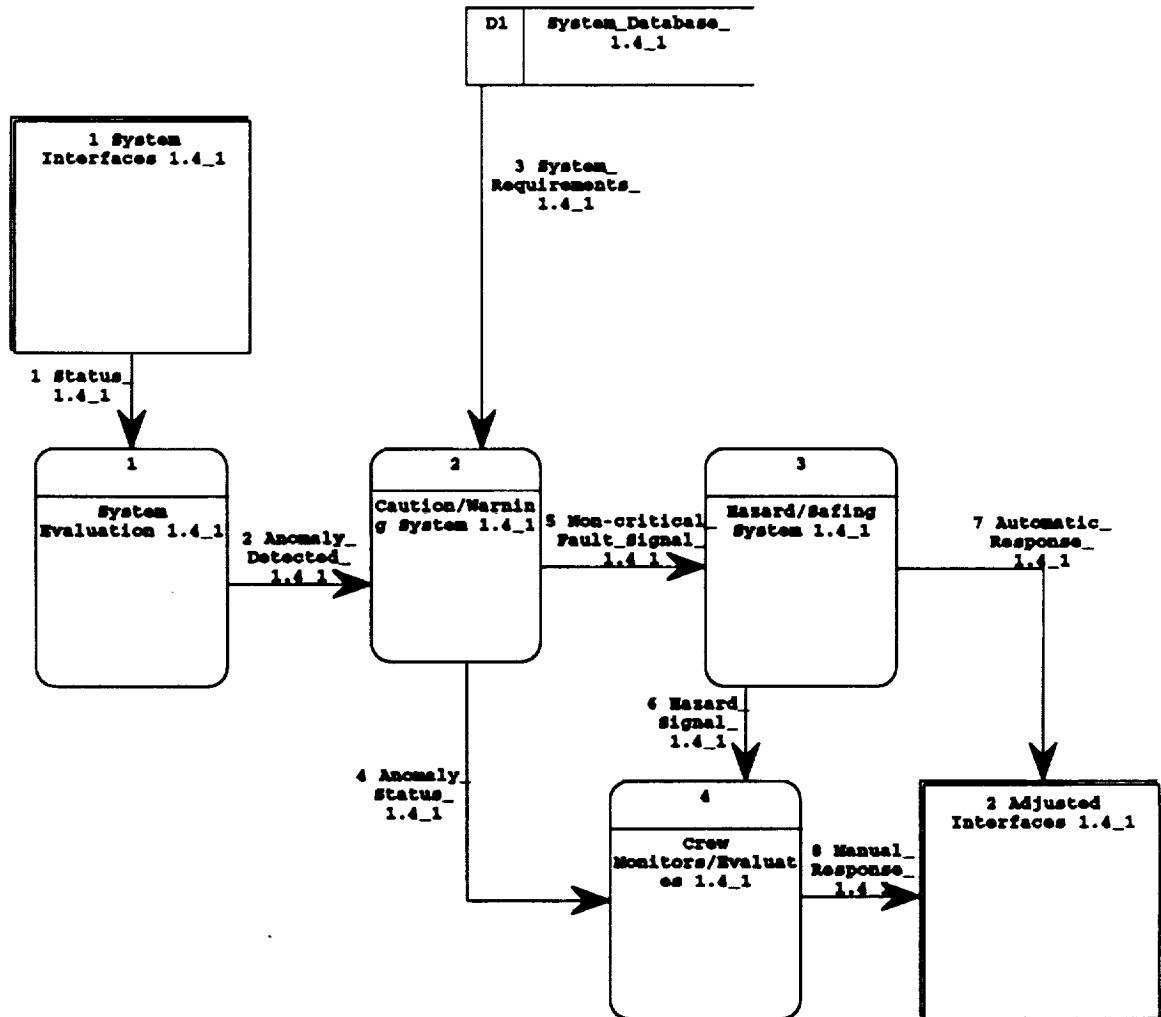 D1
System_Database_
1.4_1
1 System
Interfaces 1.4_1
3 System_
Requirements_
1.4_1
1 Status_
1.4_1
1
System
Evaluation 1.4_1
2 Anomaly_
Detected_
1.4_1
2
Caution/Warnin
g System 1.4_1
5 Non-critical_
Fault_Signal_
1.4_1
3
Hazard/Safing
System 1.4_1
7 Automatic_
Response_
1.4_1
6 Hazard_
Signal_
1.4_1
4 Anomaly_
Status_
1.4_1
4
Crew
Monitors/Evaluat
es 1.4_1
8 Manual_
Response_
1.4_1
2 Adjusted
Interfaces 1.4_1